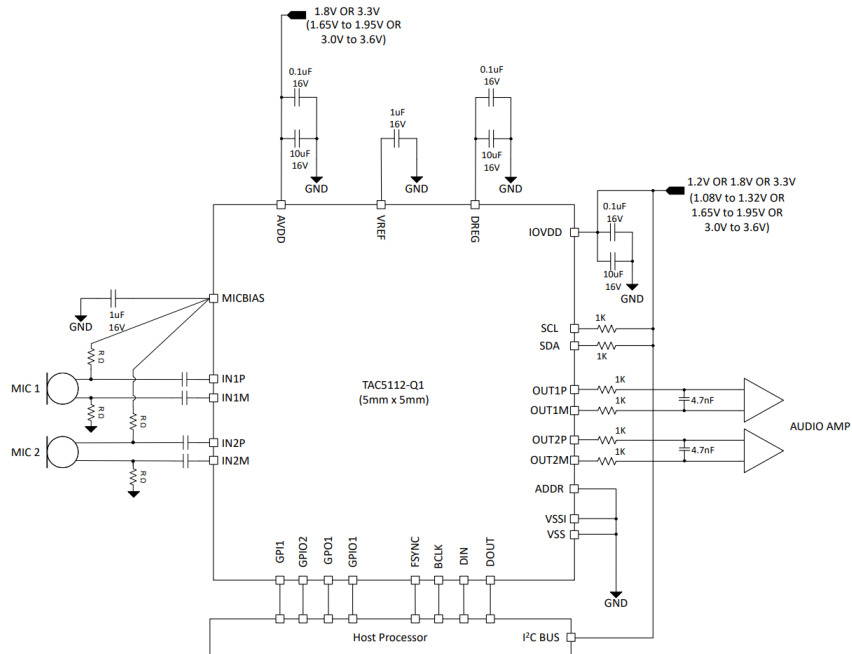 1.8V OR 3.3V
(1.65V to 1.95V OR
3.0V to 3.6V)
0.1uF
16V
10uF
16V
GND
1uF
16V
GND
0.1uF
16V
10uF
16V
GND
1.2V OR 1.8V OR 3.3V
(1.08V to 1.32V OR
1.65V to 1.95V OR
3.0V to 3.6V)
0.1uF
16V
10uF
16V
GND
AVDD
VREF
DREG
IOVDD
MICBIAS
1uF
16V
GND
SCL
1K
SDA
1K
R Ω
R Ω
R Ω
R Ω
MIC 1
IN1P
IN1M
MIC 2
IN2P
IN2M
TAC5112-Q1
(5mm x 5mm)
OUT1P
1K
OUT1M
1K
4.7nF
OUT2P
1K
OUT2M
1K
4.7nF
AUDIO AMP
ADDR
VSSI
VSS
GND
GPI1
GPIO2
GPO1
GPIO1
FSYNC
BCLK
DIN
DOUT
Host Processor
I²C BUS